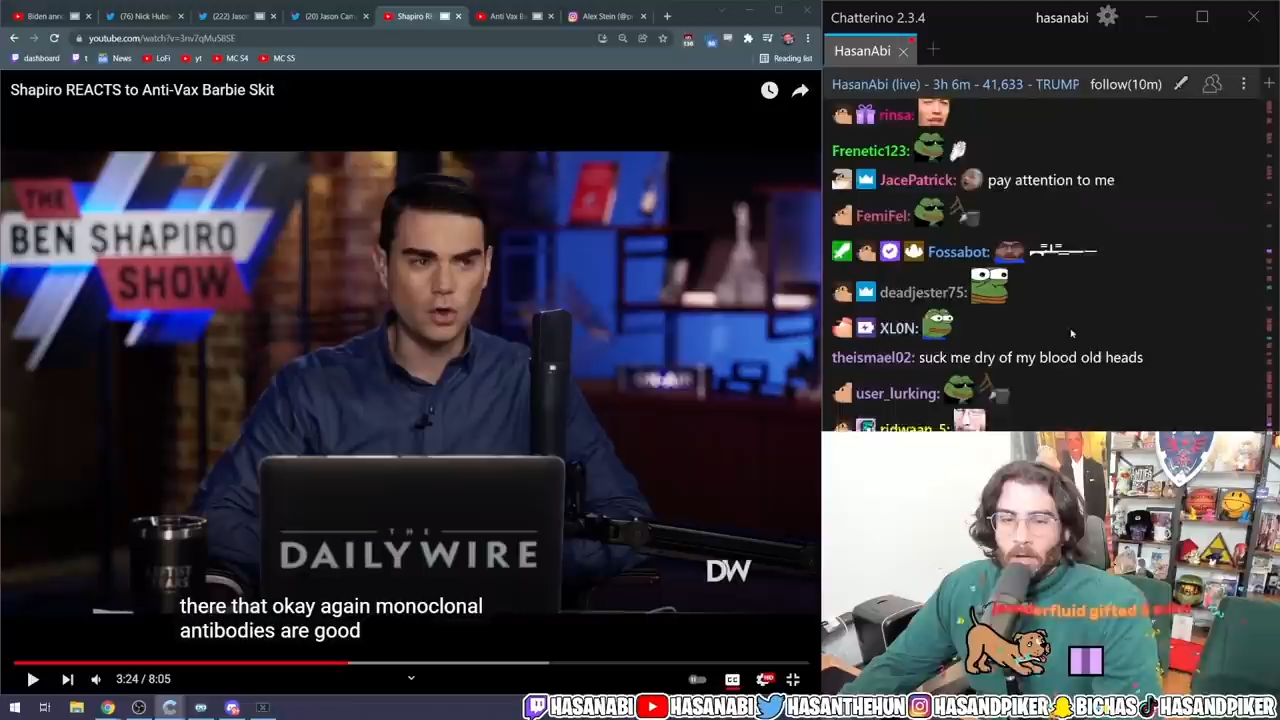 Biden anno
(76) Nick Hube
(222) Jason
(20) Jason Cam
Shapiro RE
Anti Vax B
Alex Stein (@p
youtube.com/watch?v=3nv7qMuS8SE
dashboard
t
News
LoFi
yt
MC S4
MC S5
Reading list
Shapiro REACTS to Anti-Vax Barbie Skit
THE
BEN SHAPIRO
SHOW
THE
DAILY WIRE
DW
there that okay again monoclonal
antibodies are good
3:24 / 8:05
CC
HD
Chatterino 2.3.4
hasanabi
HasanAbi
HasanAbi (live) - 3h 6m - 41,633 - TRUMP
follow(10m)
rinsa:
Frenetic123:
JacePatrick: pay attention to me
FemiFel:
Fossabot:
deadjester75:
XL0N:
theismael02: suck me dry of my blood old heads
user_lurking:
ridwaan_5:
HASANABI
HASANABI
HASANTHEHUN
HASANDPIKER
BIGHAS
HASANDPIKER